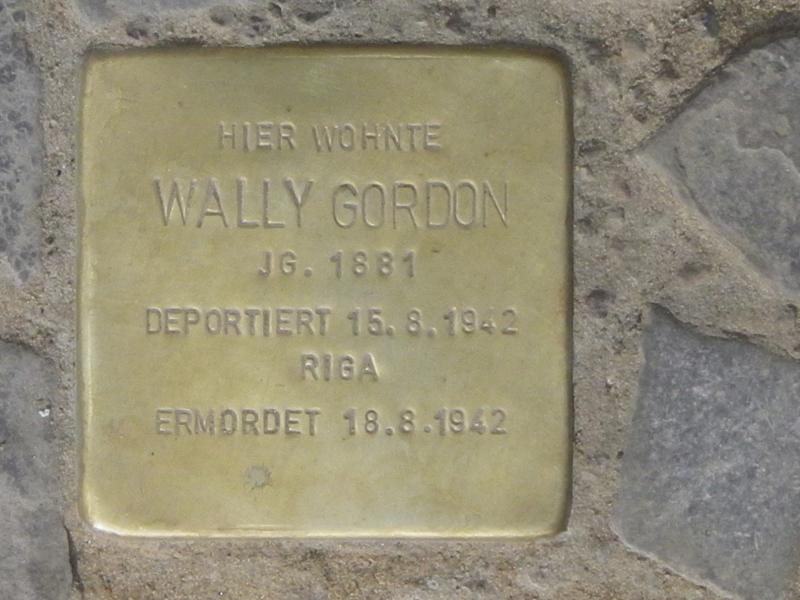 HIER WOHNTE
WALLY GORDON
JG. 1881
DEPORTIERT 15.8.1942
RIGA
ERMORDET 18.8.1942